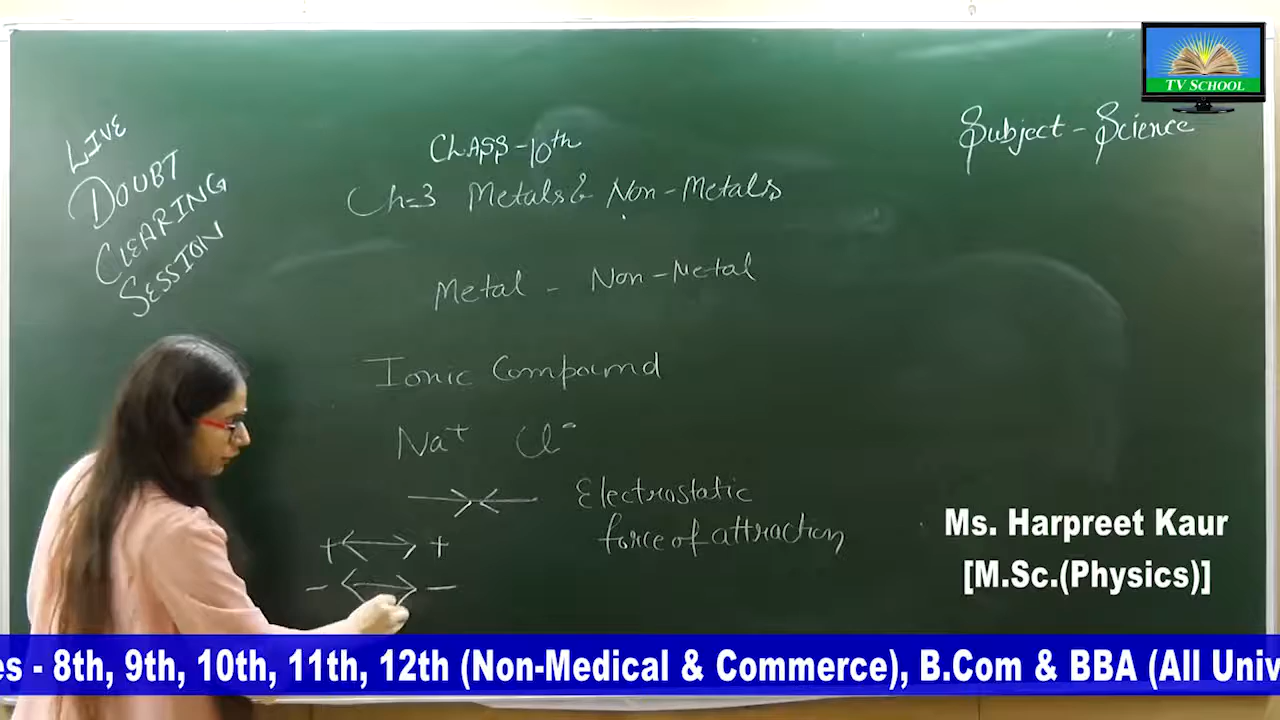 LIVE
DOUBT
CLEARING
SESSION
CLASS-10th
Ch=3 Metals & Non-Metals
Subject - Science
TV SCHOOL
Metal - Non-Metal
Ionic Compound
Na+ Cl-
Electrostatic
force of attraction
+ +
- -
Ms. Harpreet Kaur
[M.Sc.(Physics)]
es - 8th, 9th, 10th, 11th, 12th (Non-Medical & Commerce), B.Com & BBA (All Univ